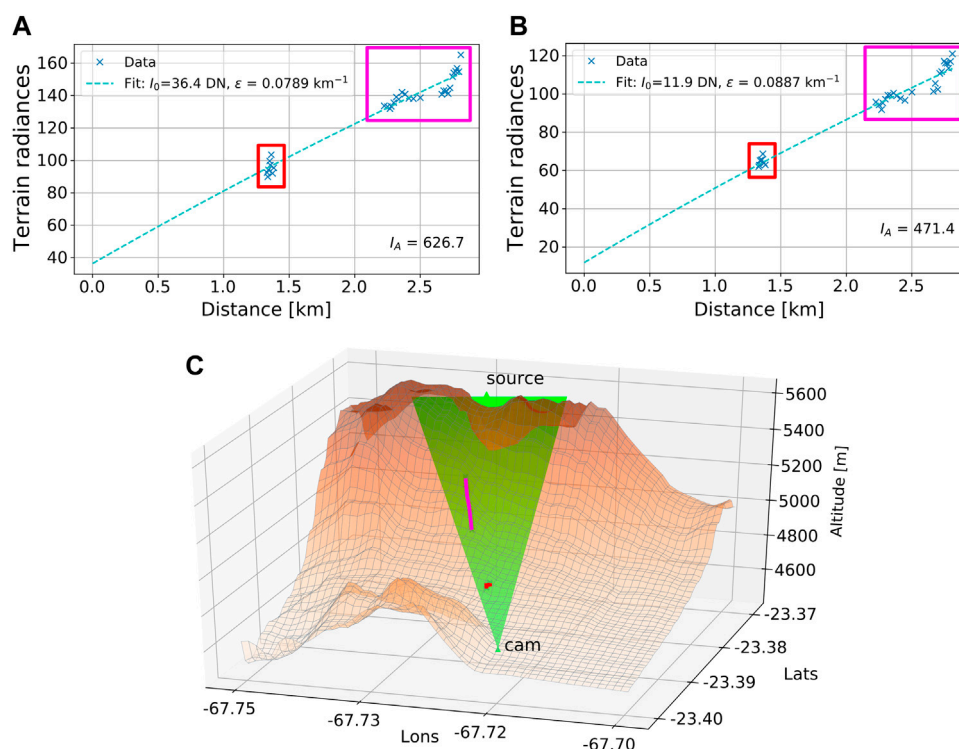 A
Terrain radiances
160
140
120
100
80
60
40
Data
Fit: I₀=36.4 DN, ε = 0.0789 km⁻¹
I_A = 626.7
0.0 0.5 1.0 1.5 2.0 2.5
Distance [km]
B
Terrain radiances
120
100
80
60
40
20
Data
Fit: I₀=11.9 DN, ε = 0.0887 km⁻¹
I_A = 471.4
0.0 0.5 1.0 1.5 2.0 2.5
Distance [km]
C
source
cam
5600
5400
5200
5000
4800
4600
Altitude [m]
-23.37
-23.38
-23.39
-23.40
Lats
-67.75
-67.73
-67.72
-67.70
Lons